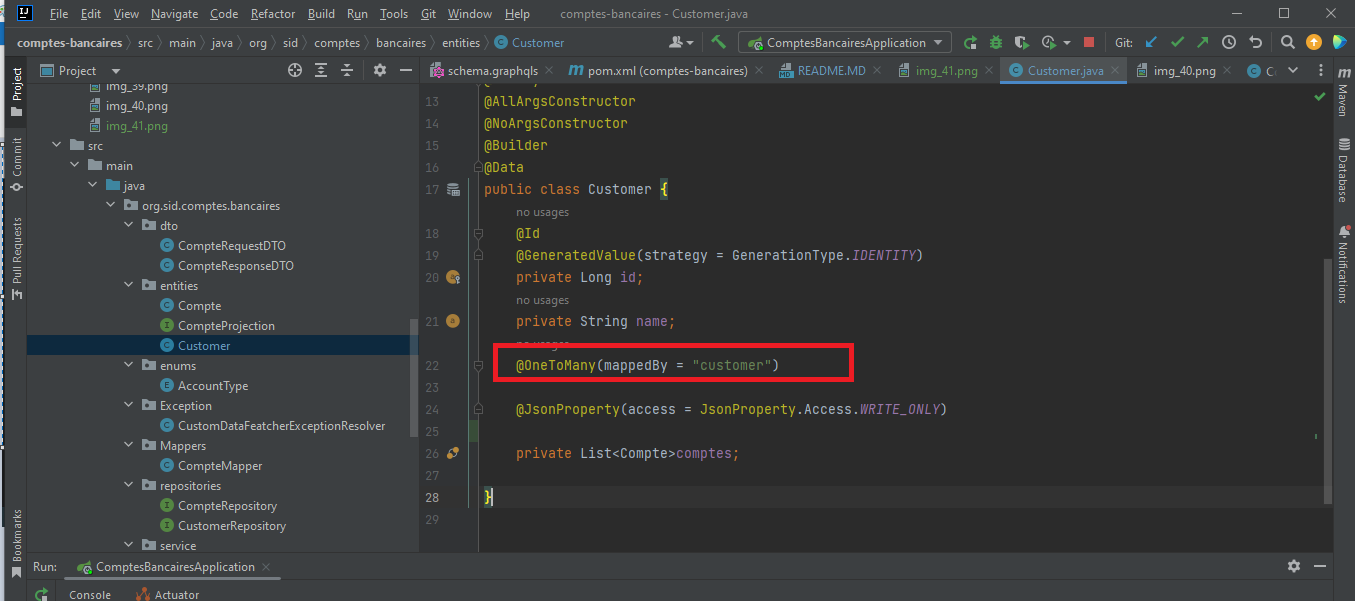 File Edit View Navigate Code Refactor Build Run Tools Git Window Help comptes-bancaires - Customer.java
comptes-bancaires src main java org sid comptes bancaires entities Customer
ComptesBancairesApplication Git:
Project
schema.graphqls pom.xml (comptes-bancaires) README.MD img_41.png Customer.java img_40.png
Project
Commit
Pull Requests
Bookmarks
img_39.png
img_40.png
img_41.png
src
main
java
org.sid.comptes.bancaires
dto
CompteRequestDTO
CompteResponseDTO
entities
Compte
CompteProjection
Customer
enums
AccountType
Exception
CustomDataFeatcherExceptionResolver
Mappers
CompteMapper
repositories
CompteRepository
CustomerRepository
service
13 @AllArgsConstructor
14 @NoArgsConstructor
15 @Builder
16 @Data
17 public class Customer {
no usages
18 @Id
19 @GeneratedValue(strategy = GenerationType.IDENTITY)
20 private Long id;
no usages
21 private String name;
22 @OneToMany(mappedBy = "customer")
23
24 @JsonProperty(access = JsonProperty.Access.WRITE_ONLY)
25
26 private List<Compte>comptes;
27
28 }
29
Maven
Database
Notifications
Run: ComptesBancairesApplication
Console Actuator